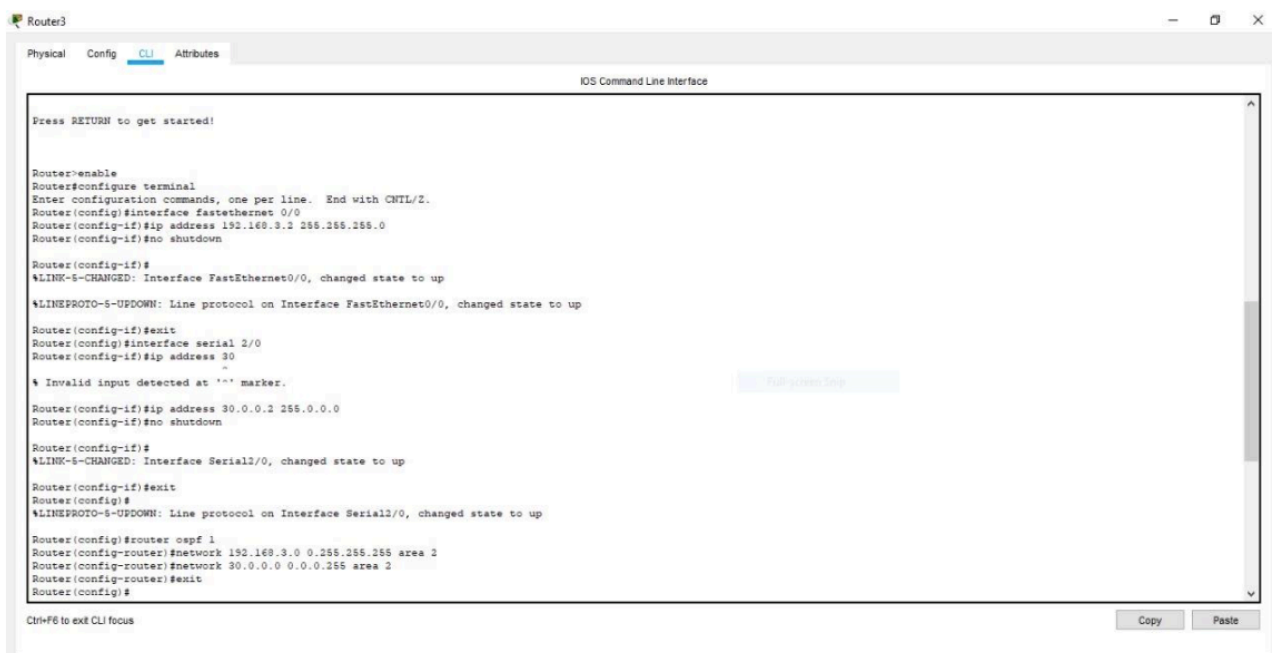 Router3
Physical Config CLI Attributes
IOS Command Line Interface
Press RETURN to get started!
Router>enable
Router#configure terminal
Enter configuration commands, one per line. End with CNTL/Z.
Router(config)#interface fastethernet 0/0
Router(config-if)#ip address 192.168.3.2 255.255.255.0
Router(config-if)#no shutdown
Router(config-if)#
%LINK-5-CHANGED: Interface FastEthernet0/0, changed state to up
%LINEPROTO-5-UPDOWN: Line protocol on Interface FastEthernet0/0, changed state to up
Router(config-if)#exit
Router(config)#interface serial 2/0
Router(config-if)#ip address 30
^
% Invalid input detected at '^' marker.
Router(config-if)#ip address 30.0.0.2 255.0.0.0
Router(config-if)#no shutdown
Router(config-if)#
%LINK-5-CHANGED: Interface Serial2/0, changed state to up
Router(config-if)#exit
Router(config)#
%LINEPROTO-5-UPDOWN: Line protocol on Interface Serial2/0, changed state to up
Router(config)#router ospf 1
Router(config-router)#network 192.168.3.0 0.255.255.255 area 2
Router(config-router)#network 30.0.0.0 0.0.0.255 area 2
Router(config-router)#exit
Router(config)#
Ctrl+F6 to exit CLI focus
Copy Paste